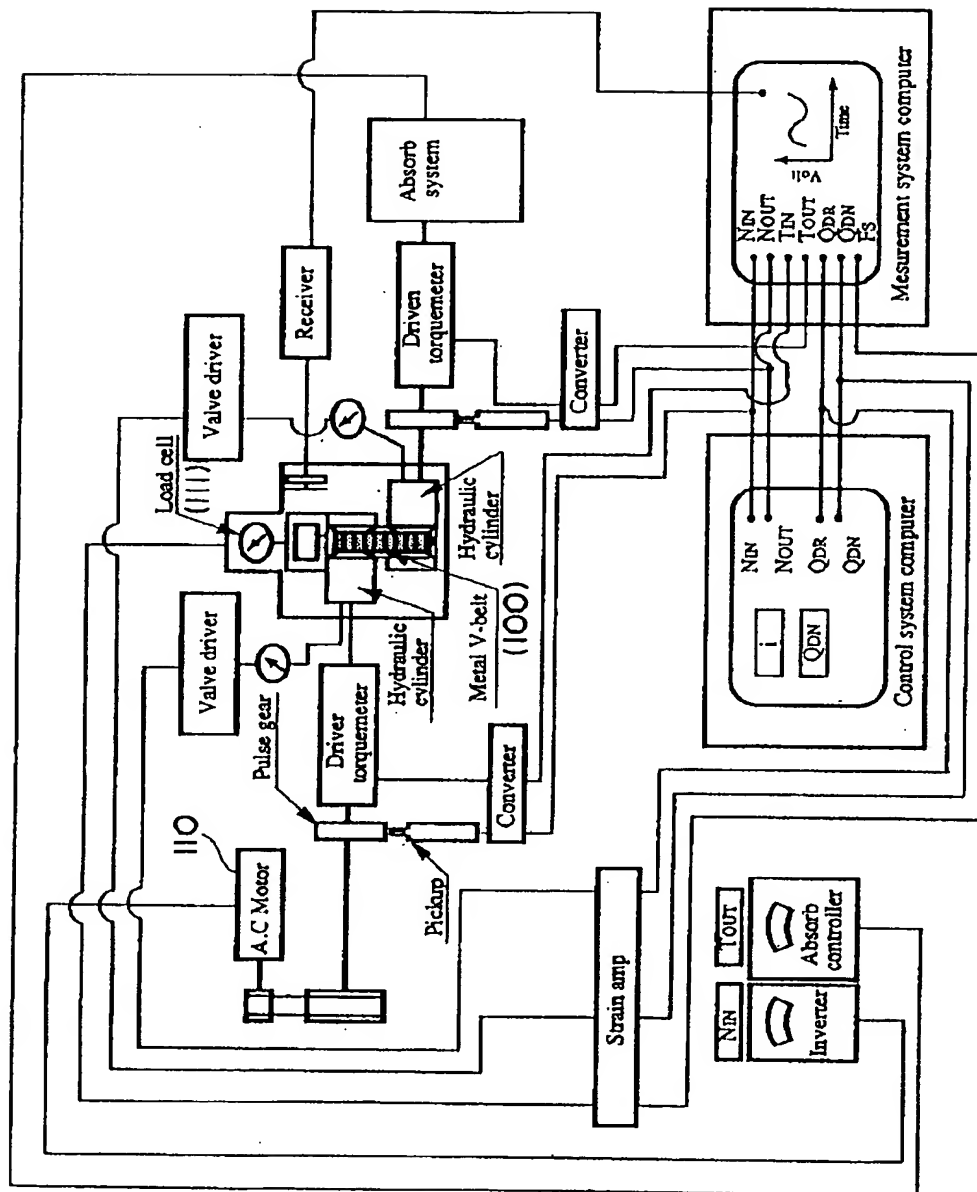 Absorb
system
Receiver
Valve driver
Driven
torquemeter
Load cell
(111)
Converter
Hydraulic
cylinder
Valve driver
Hydraulic
cylinder
Metal V-belt
(100)
Pulse gear
Driver
torquemeter
Converter
110
A.C Motor
Pickup
Strain amp
NIN
TOUT
Inverter
Absorb
controller
NIN
NOUT
QDR
QDN
i
QDN
Control system computer
NIN
NOUT
TIN
TOUT
QDR
QDN
FS
Volt
Time
Mesurement system computer